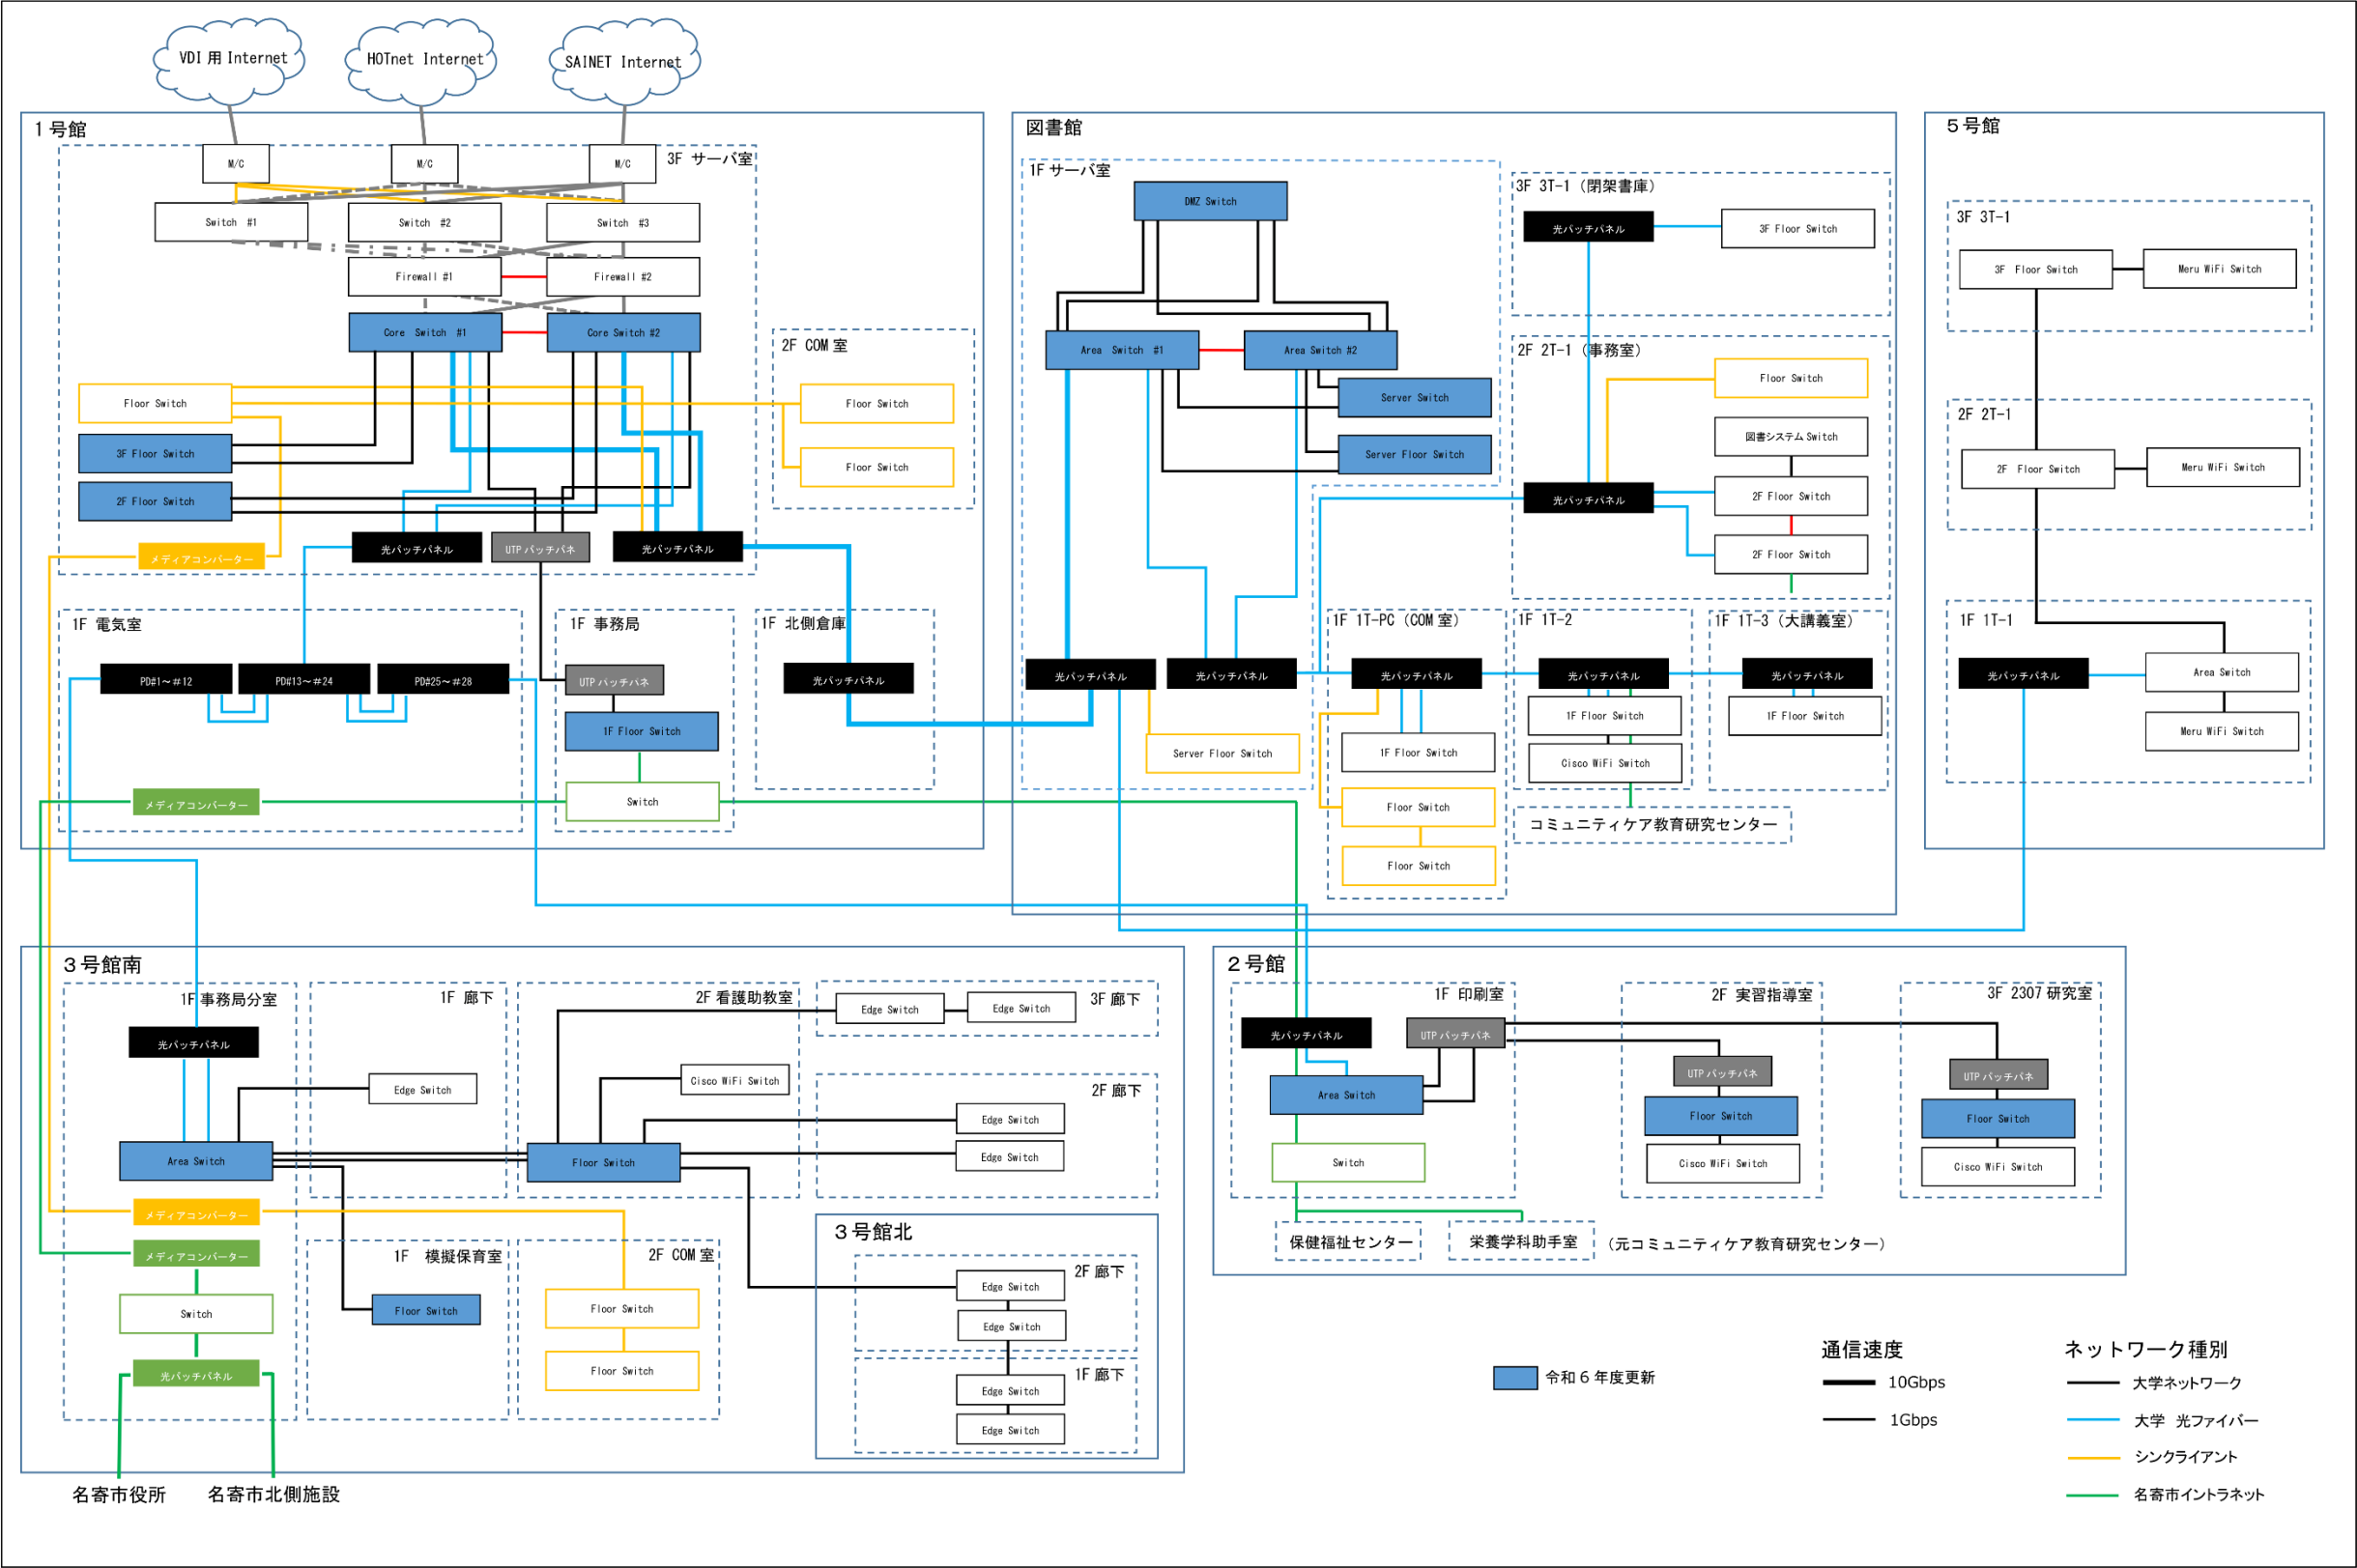 VDI 用 Internet
HOTnet Internet
SAINET Internet
1 号館
3F サーバ室
M/C
M/C
M/C
Switch #1
Switch #2
Switch #3
Firewall #1
Firewall #2
Core Switch #1
Core Switch #2
Floor Switch
3F Floor Switch
2F Floor Switch
メディアコンバーター
光パッチパネル
UTP パッチパネ
光パッチパネル
2F COM 室
Floor Switch
Floor Switch
1F 電気室
PD#1～#12
PD#13～#24
PD#25～#28
メディアコンバーター
1F 事務局
UTP パッチパネ
1F Floor Switch
Switch
1F 北側倉庫
光パッチパネル
図書館
1F サーバ室
DMZ Switch
Area Switch #1
Area Switch #2
Server Switch
Server Floor Switch
光パッチパネル
光パッチパネル
Server Floor Switch
3F 3T-1（閉架書庫）
光パッチパネル
3F Floor Switch
2F 2T-1（事務室）
Floor Switch
図書システム Switch
光パッチパネル
2F Floor Switch
2F Floor Switch
1F 1T-PC（COM 室）
光パッチパネル
1F Floor Switch
Floor Switch
Floor Switch
1F 1T-2
光パッチパネル
1F Floor Switch
Cisco WiFi Switch
1F 1T-3（大講義室）
光パッチパネル
1F Floor Switch
コミュニティケア教育研究センター
5 号館
3F 3T-1
3F Floor Switch
Meru WiFi Switch
2F 2T-1
2F Floor Switch
Meru WiFi Switch
1F 1T-1
光パッチパネル
Area Switch
Meru WiFi Switch
3 号館南
1F 事務局分室
光パッチパネル
Area Switch
メディアコンバーター
メディアコンバーター
Switch
光パッチパネル
名寄市役所
名寄市北側施設
1F 廊下
Edge Switch
1F 模擬保育室
Floor Switch
2F 看護助教室
Cisco WiFi Switch
Floor Switch
2F COM 室
Floor Switch
Floor Switch
3F 廊下
Edge Switch
Edge Switch
2F 廊下
Edge Switch
Edge Switch
3 号館北
2F 廊下
Edge Switch
Edge Switch
1F 廊下
Edge Switch
Edge Switch
2 号館
1F 印刷室
光パッチパネル
UTP パッチパネ
Area Switch
Switch
2F 実習指導室
UTP パッチパネ
Floor Switch
Cisco WiFi Switch
3F 2307 研究室
UTP パッチパネ
Floor Switch
Cisco WiFi Switch
保健福祉センター
栄養学科助手室
（元コミュニティケア教育研究センター）
令和 6 年度更新
通信速度
10Gbps
1Gbps
ネットワーク種別
大学ネットワーク
大学 光ファイバー
シンクライアント
名寄市イントラネット